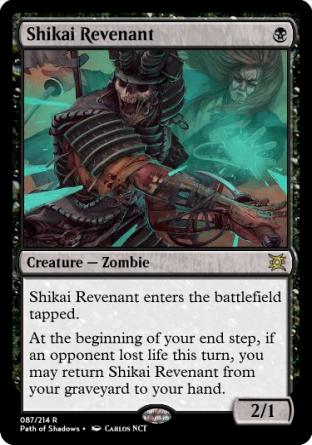 Shikai Revenant
Creature — Zombie
Shikai Revenant enters the battlefield
tapped.
At the beginning of your end step, if
an opponent lost life this turn, you
may return Shikai Revenant from
your graveyard to your hand.
2/1
087/214 R
Path of Shadows • Carlos NCT